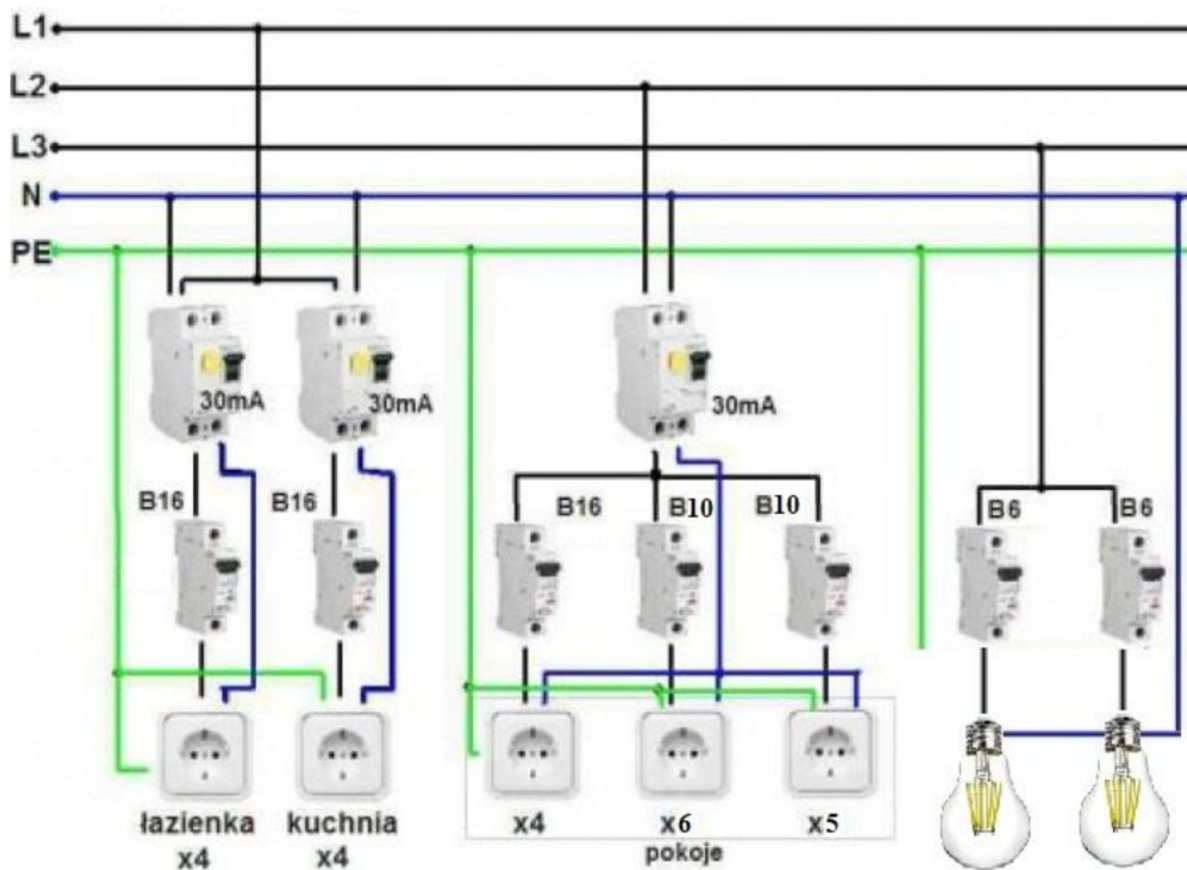 L1
L2
L3
N
PE
30mA
30mA
30mA
B16
B16
B16
B10
B10
B6
B6
łazienka
x4
kuchnia
x4
x4
x6
x5
pokoje